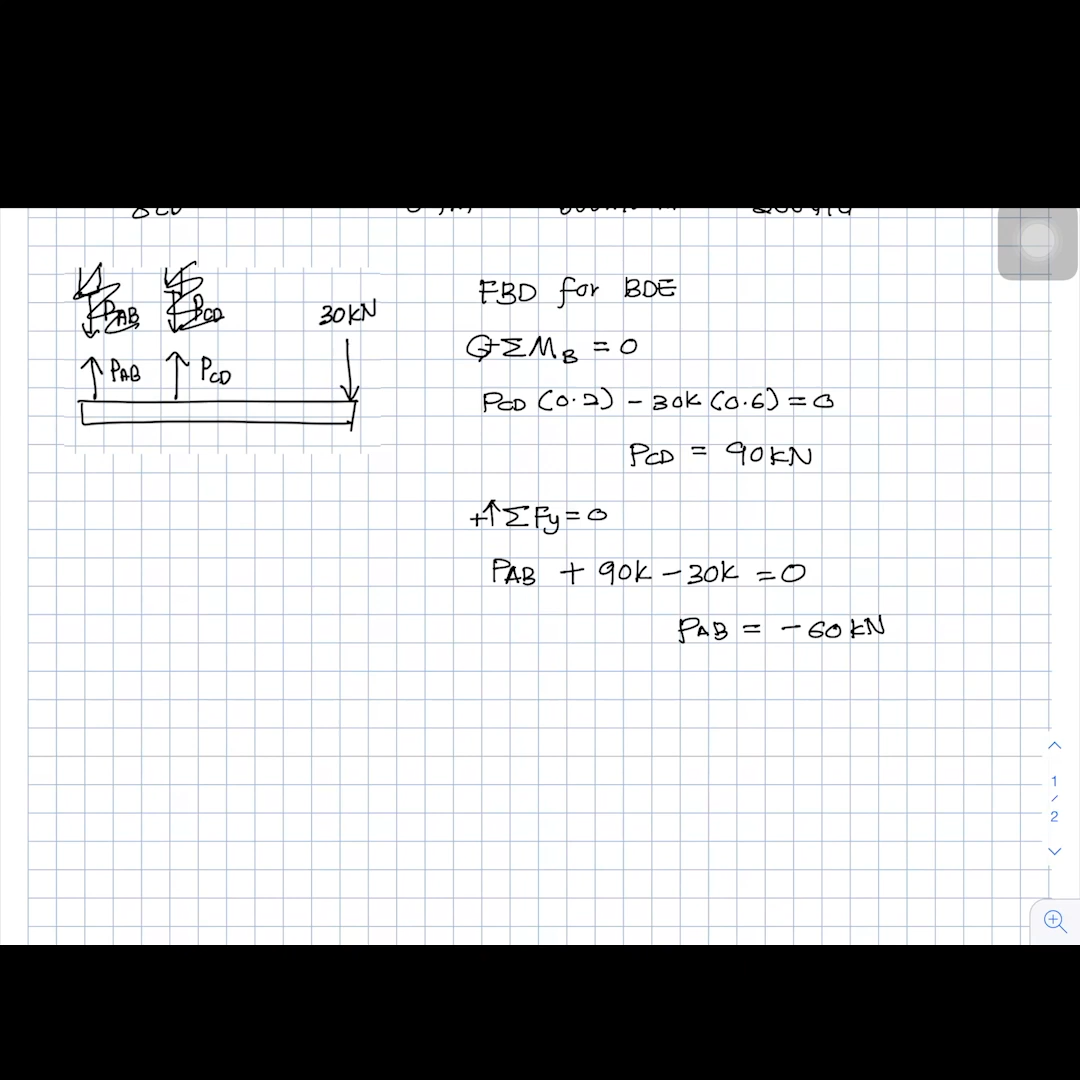 PAB PCD 30kN
PAB PCD
FBD for BDE
+ΣMB = 0
PCD (0.2) - 30k (0.6) = 0
PCD = 90kN
+↑ΣFy = 0
PAB + 90k - 30k = 0
PAB = -60kN
1
/
2